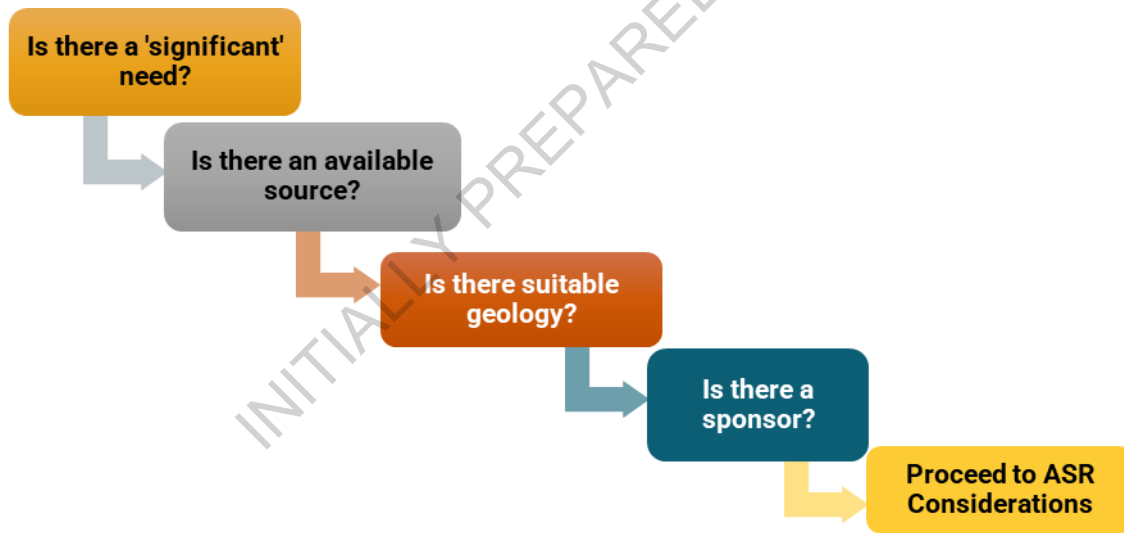 Is there a 'significant'
need?
Is there an available
source?
Is there suitable
geology?
Is there a
sponsor?
Proceed to ASR
Considerations
INITIALLY PREPARED